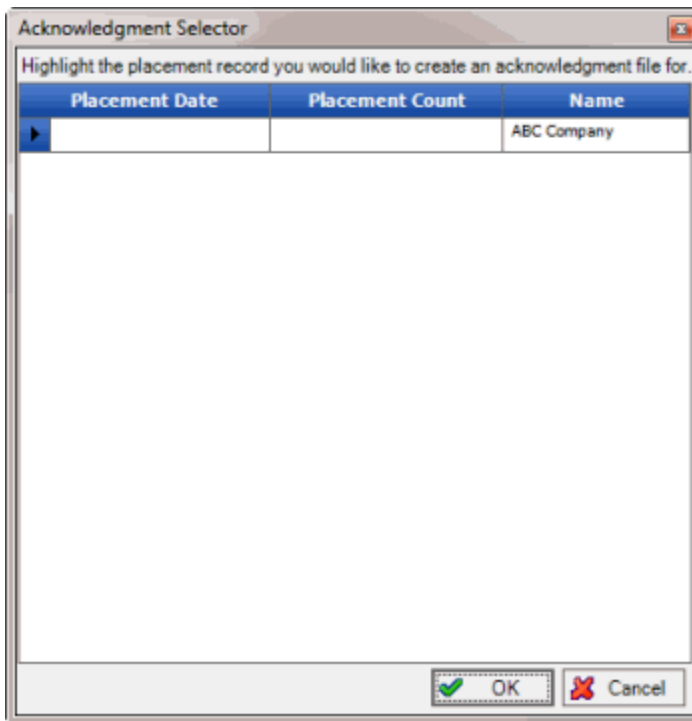 Acknowledgment Selector
Highlight the placement record you would like to create an acknowledgment file for.
Placement Date Placement Count Name
ABC Company
OK Cancel